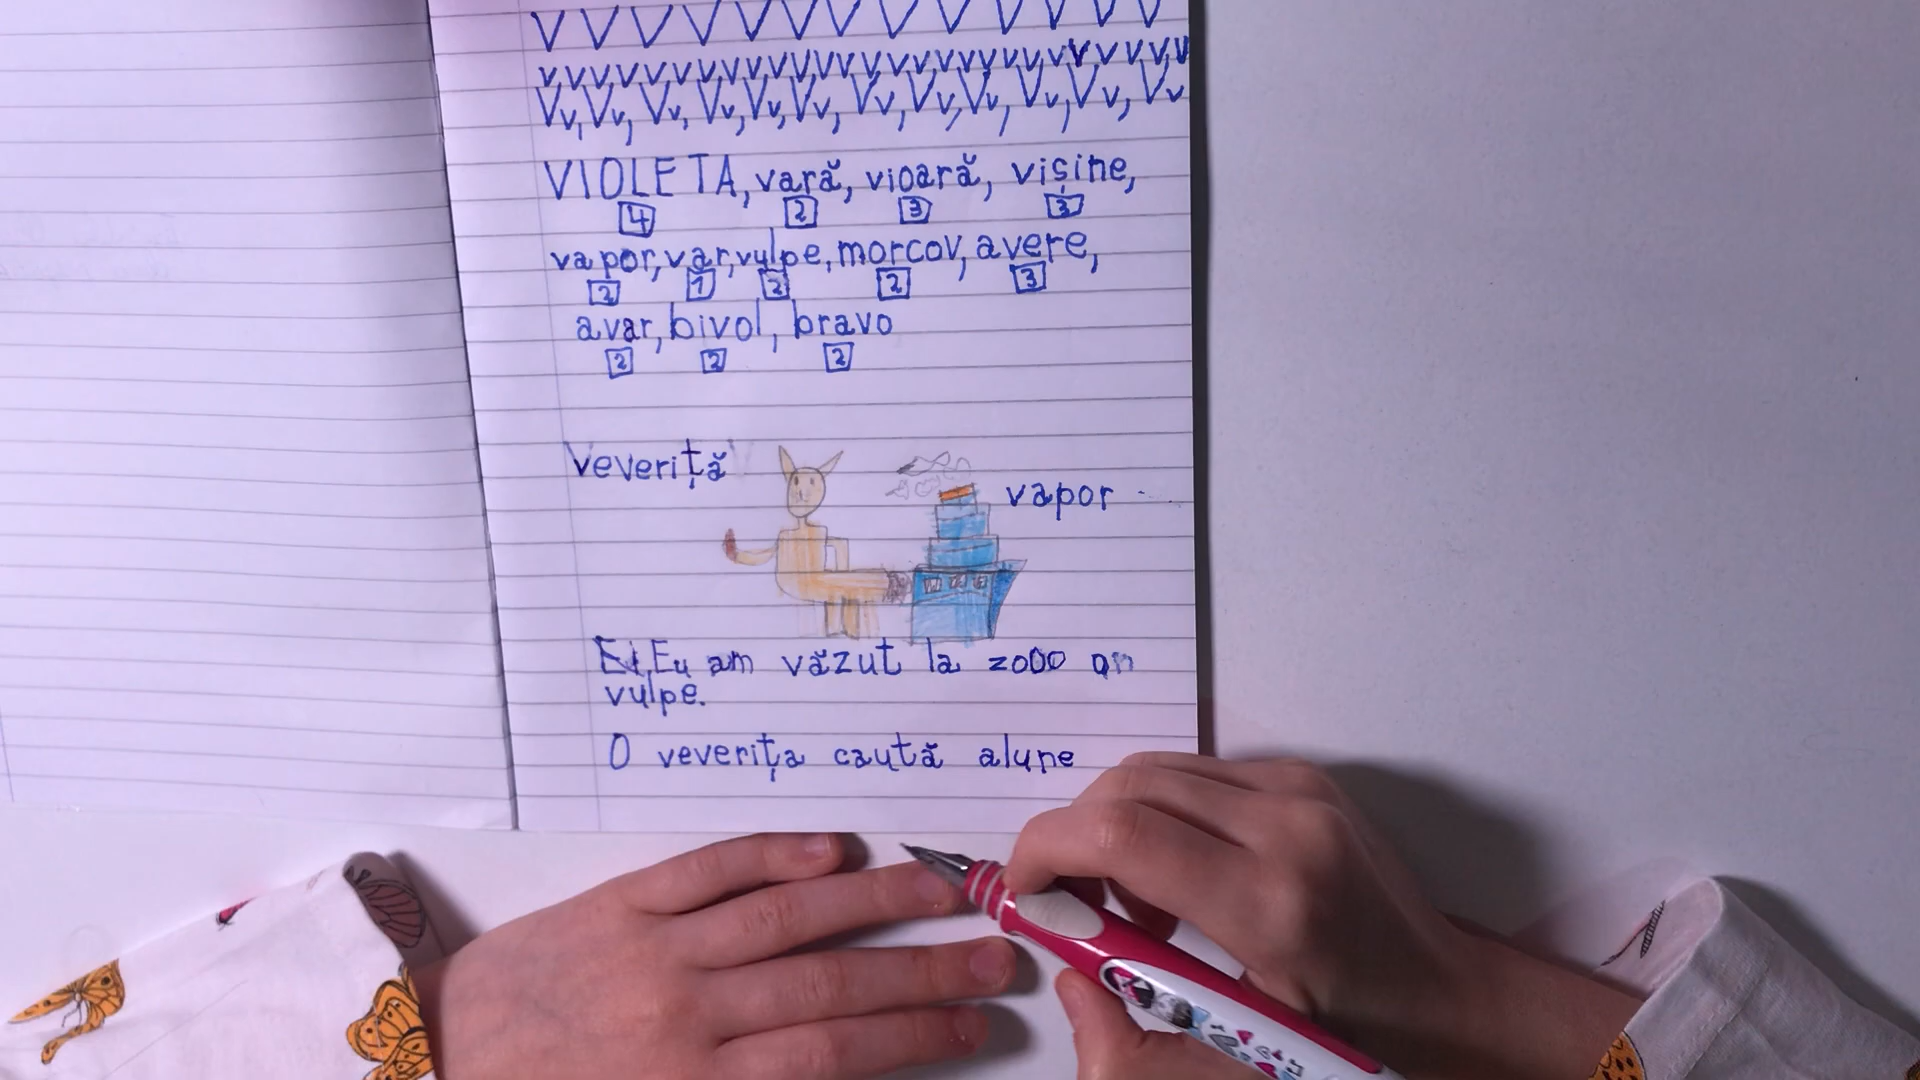 V V V V V V V V V V V V
v v v v v v v v v v v v v v v v v v v v v v v v v v
Vv, Vv, Vv, Vv, Vv, Vv, Vv, Vv, Vv, Vv, Vv, Vv
VIOLETA, vară, vioară, vișine,
4 2 3 3
vapor, var, vulpe, morcov, avere,
2 1 2 2 3
avar, bivol, bravo
2 2 2
Veveriță
vapor
Eu am văzut la zooo
vulpe.
O veverița caută alune